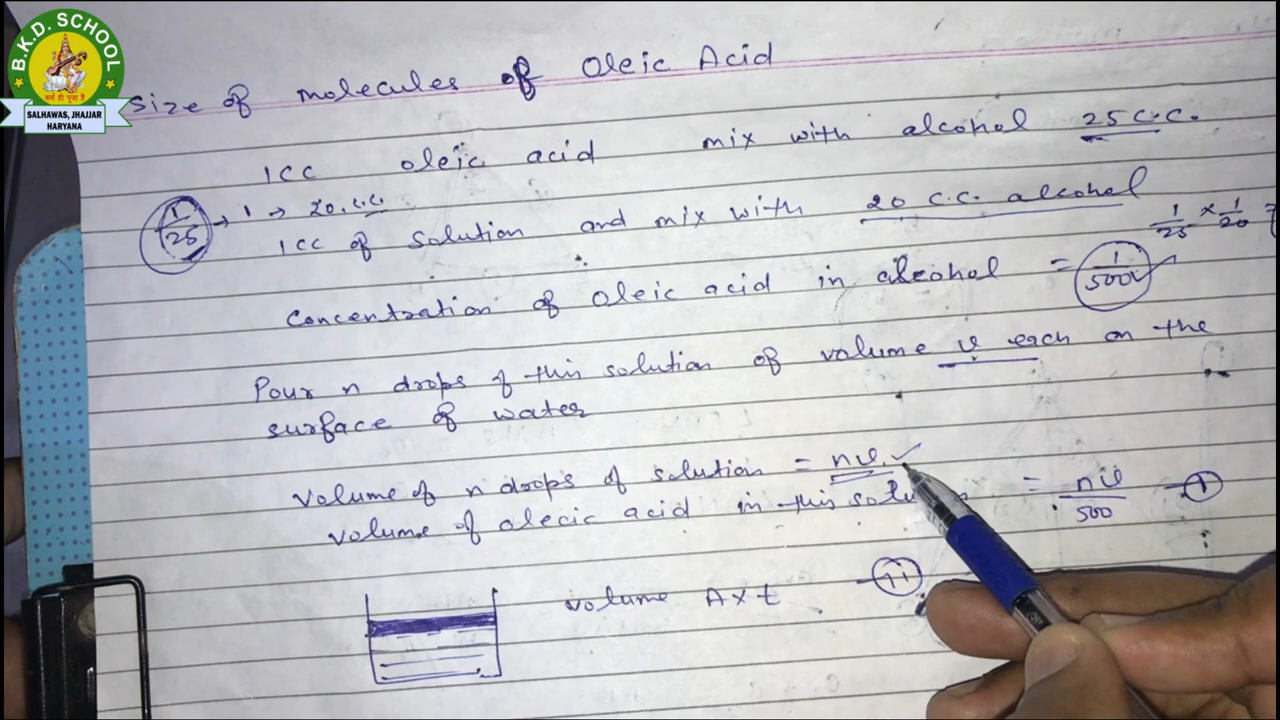 B.K.D. SCHOOL
कर्म ही पूजा है
SALHAWAS, JHAJJAR
HARYANA
Size of molecules of Oleic Acid
1CC oleic acid mix with alcohol 25 C.C.
1/25 → 1 → 20 C.C.
1CC of solution and mix with 20 C.C. alcohol
1/25 × 1/20 =
Concentration of oleic acid in alcohol = 1/500
Pour n drops of this solution of volume v each on the
surface of water
Volume of n drops of solution = nv. ✓
volume of olecic acid in this = nv/500 - i
volume A x t - ii